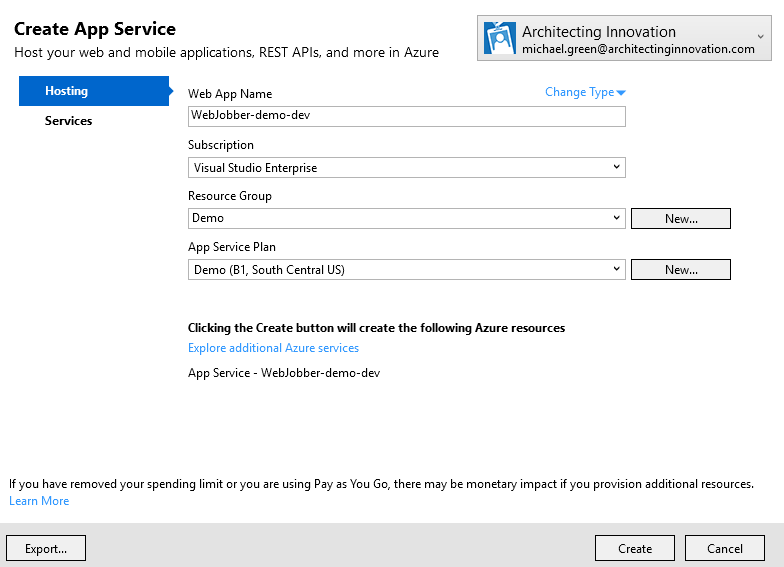 Create App Service
Host your web and mobile applications, REST APIs, and more in Azure
Architecting Innovation
michael.green@architectinginnovation.com
Hosting
Services
Web App Name
Change Type
WebJobber-demo-dev
Subscription
Visual Studio Enterprise
Resource Group
Demo
New...
App Service Plan
Demo (B1, South Central US)
New...
Clicking the Create button will create the following Azure resources
Explore additional Azure services
App Service - WebJobber-demo-dev
If you have removed your spending limit or you are using Pay as You Go, there may be monetary impact if you provision additional resources.
Learn More
Export...
Create
Cancel